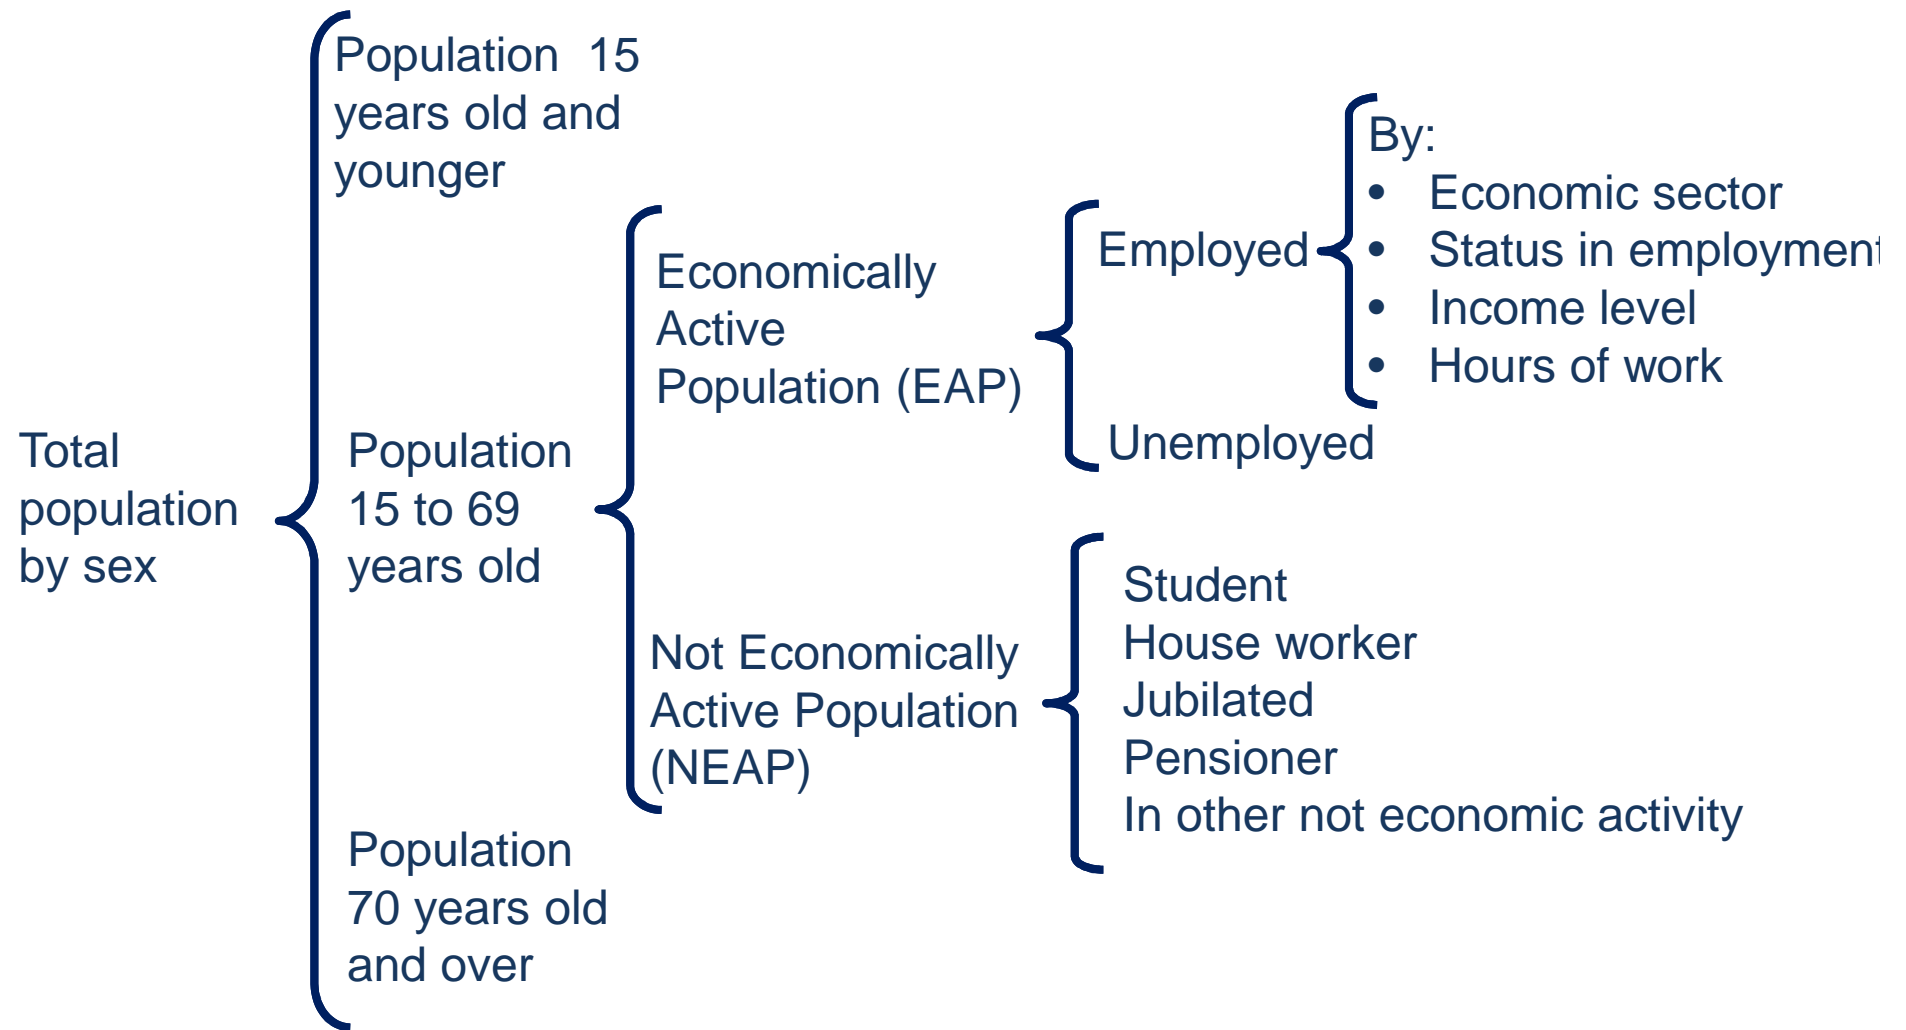 Total
population
by sex
Population 15
years old and
younger
Population
15 to 69
years old
Population
70 years old
and over
Economically
Active
Population (EAP)
Not Economically
Active Population
(NEAP)
Employed
Unemployed
By:
• Economic sector
• Status in employment
• Income level
• Hours of work
Student
House worker
Jubilated
Pensioner
In other not economic activity